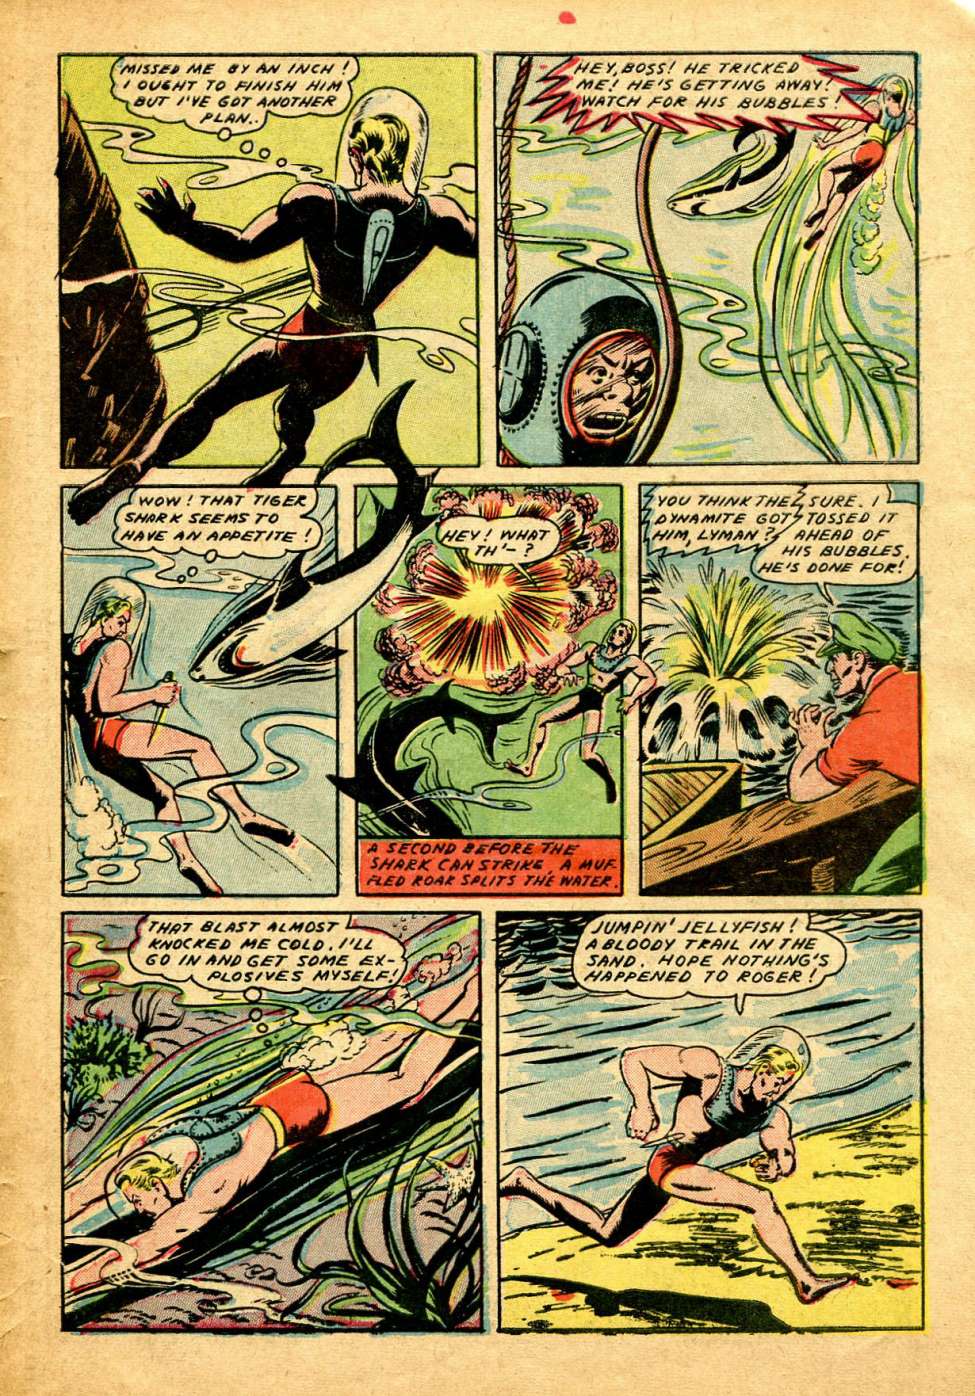 MISSED ME BY AN INCH!
I OUGHT TO FINISH HIM
BUT I'VE GOT ANOTHER
PLAN..
HEY, BOSS! HE TRICKED
ME! HE'S GETTING AWAY!
WATCH FOR HIS BUBBLES!
WOW! THAT TIGER
SHARK SEEMS TO
HAVE AN APPETITE!
HEY! WHAT
TH'-?
A SECOND BEFORE THE
SHARK CAN STRIKE, A MUF-
FLED ROAR SPLITS THE WATER.
YOU THINK THE
DYNAMITE GOT
HIM, LYMAN?
SURE. I
TOSSED IT
AHEAD OF
HIS BUBBLES.
HE'S DONE FOR!
THAT BLAST ALMOST
KNOCKED ME COLD. I'LL
GO IN AND GET SOME EX-
PLOSIVES MYSELF!
JUMPIN' JELLYFISH!
A BLOODY TRAIL IN THE
SAND. HOPE NOTHING'S
HAPPENED TO ROGER!